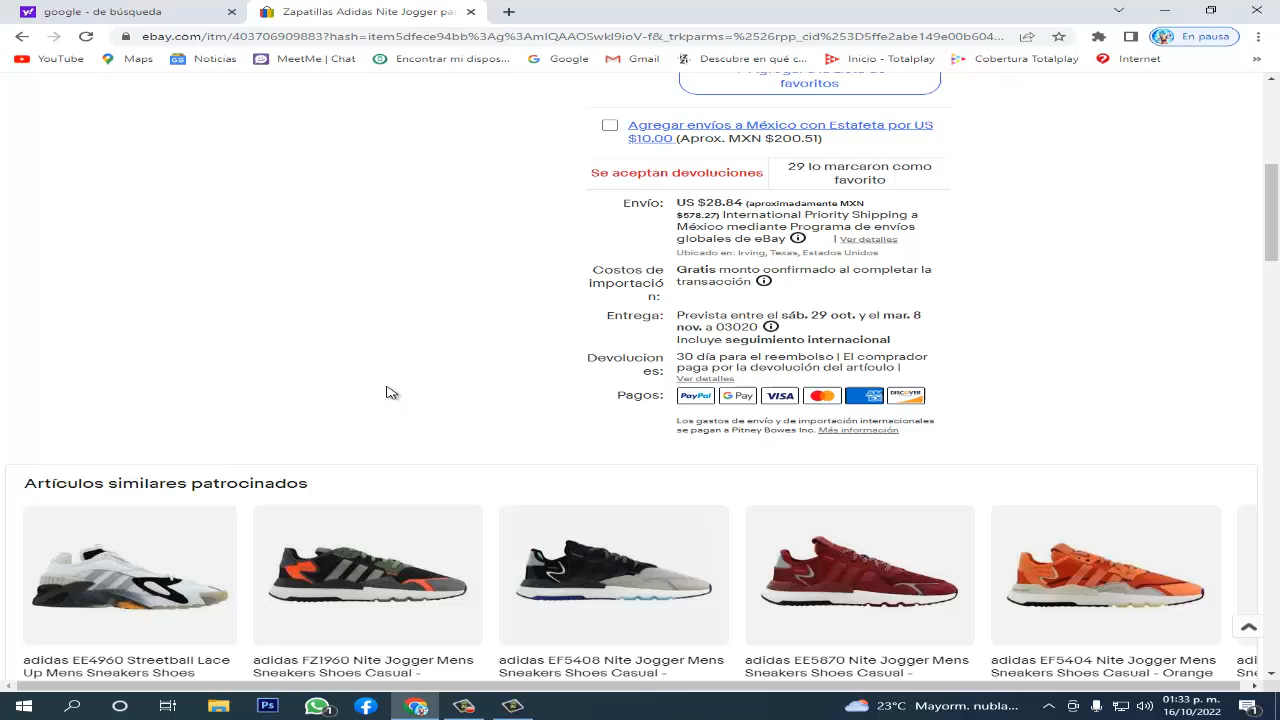 google - de búsqueda
Zapatillas Adidas Nite Jogger pa
ebay.com/itm/403706909883?hash=item5dfece94bb%3Ag%3AmIQAAOSwkl9ioV-f&_trkparms=%2526rpp_cid%253D5ffe2abe149e00b604...
En pausa
YouTube
Maps
Noticias
MeetMe | Chat
Encontrar mi dispos...
Google
Gmail
Descubre en qué c...
Inicio - Totalplay
Cobertura Totalplay
Internet
»
favoritos
Agregar envíos a México con Estafeta por US
$10.00 (Aprox. MXN $200.51)
Se aceptan devoluciones
29 lo marcaron como
favorito
Envío:
US $28.84 (aproximadamente MXN
$578.27) International Priority Shipping a
México mediante Programa de envíos
globales de eBay | Ver detalles
Ubicado en: Irving, Texas, Estados Unidos
Costos de
importació
n:
Gratis monto confirmado al completar la
transacción
Entrega:
Prevista entre el sáb. 29 oct. y el mar. 8
nov. a 03020
Incluye seguimiento internacional
Devolucion
es:
30 día para el reembolso | El comprador
paga por la devolución del artículo |
Ver detalles
Pagos:
PayPal
G Pay
VISA
DISCOVER
Los gastos de envío y de importación internacionales
se pagan a Pitney Bowes Inc. Más información
Artículos similares patrocinados
adidas EE4960 Streetball Lace
Up Mens Sneakers Shoes
adidas FZ1960 Nite Jogger Mens
Sneakers Shoes Casual -
adidas EF5408 Nite Jogger Mens
Sneakers Shoes Casual -
adidas EE5870 Nite Jogger Mens
Sneakers Shoes Casual -
adidas EF5404 Nite Jogger Mens
Sneakers Shoes Casual - Orange
adi
Sne
Ps
1
23°C Mayorm. nubla...
01:33 p. m.
16/10/2022
1